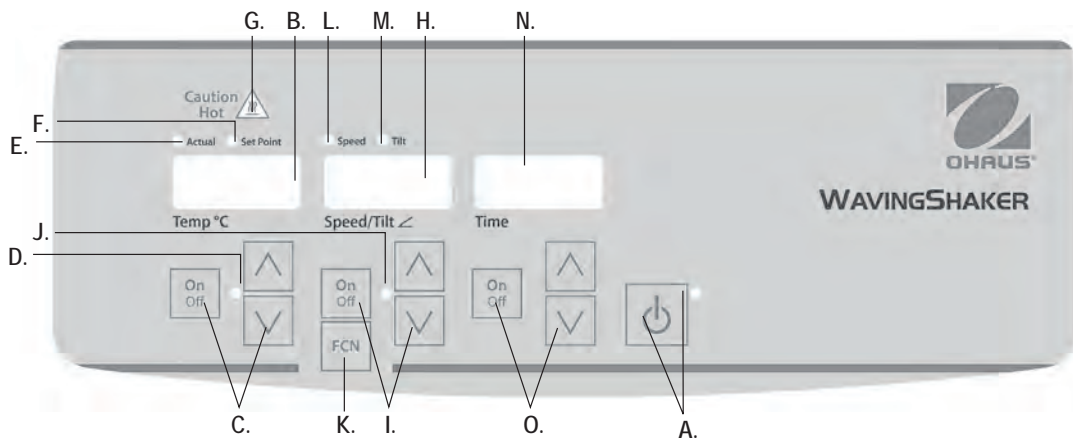 G. B. L. M. H. N.
Caution
Hot
F.
E.
Actual Set Point Speed Tilt
OHAUS®
WAVINGSHAKER
Temp °C Speed/Tilt ∠ Time
J.
D.
On
Off
On
Off
On
Off
FCN
C. K. I. O. A.